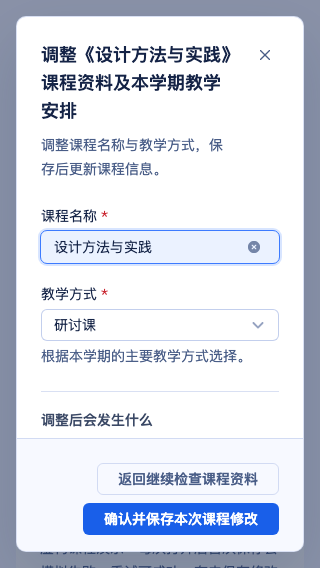 调整《设计方法与实践》
课程资料及本学期教学
安排
调整课程名称与教学方式，保
存后更新课程信息。
课程名称 *
设计方法与实践
教学方式 *
研讨课
根据本学期的主要教学方式选择。
调整后会发生什么
返回继续检查课程资料
确认并保存本次课程修改